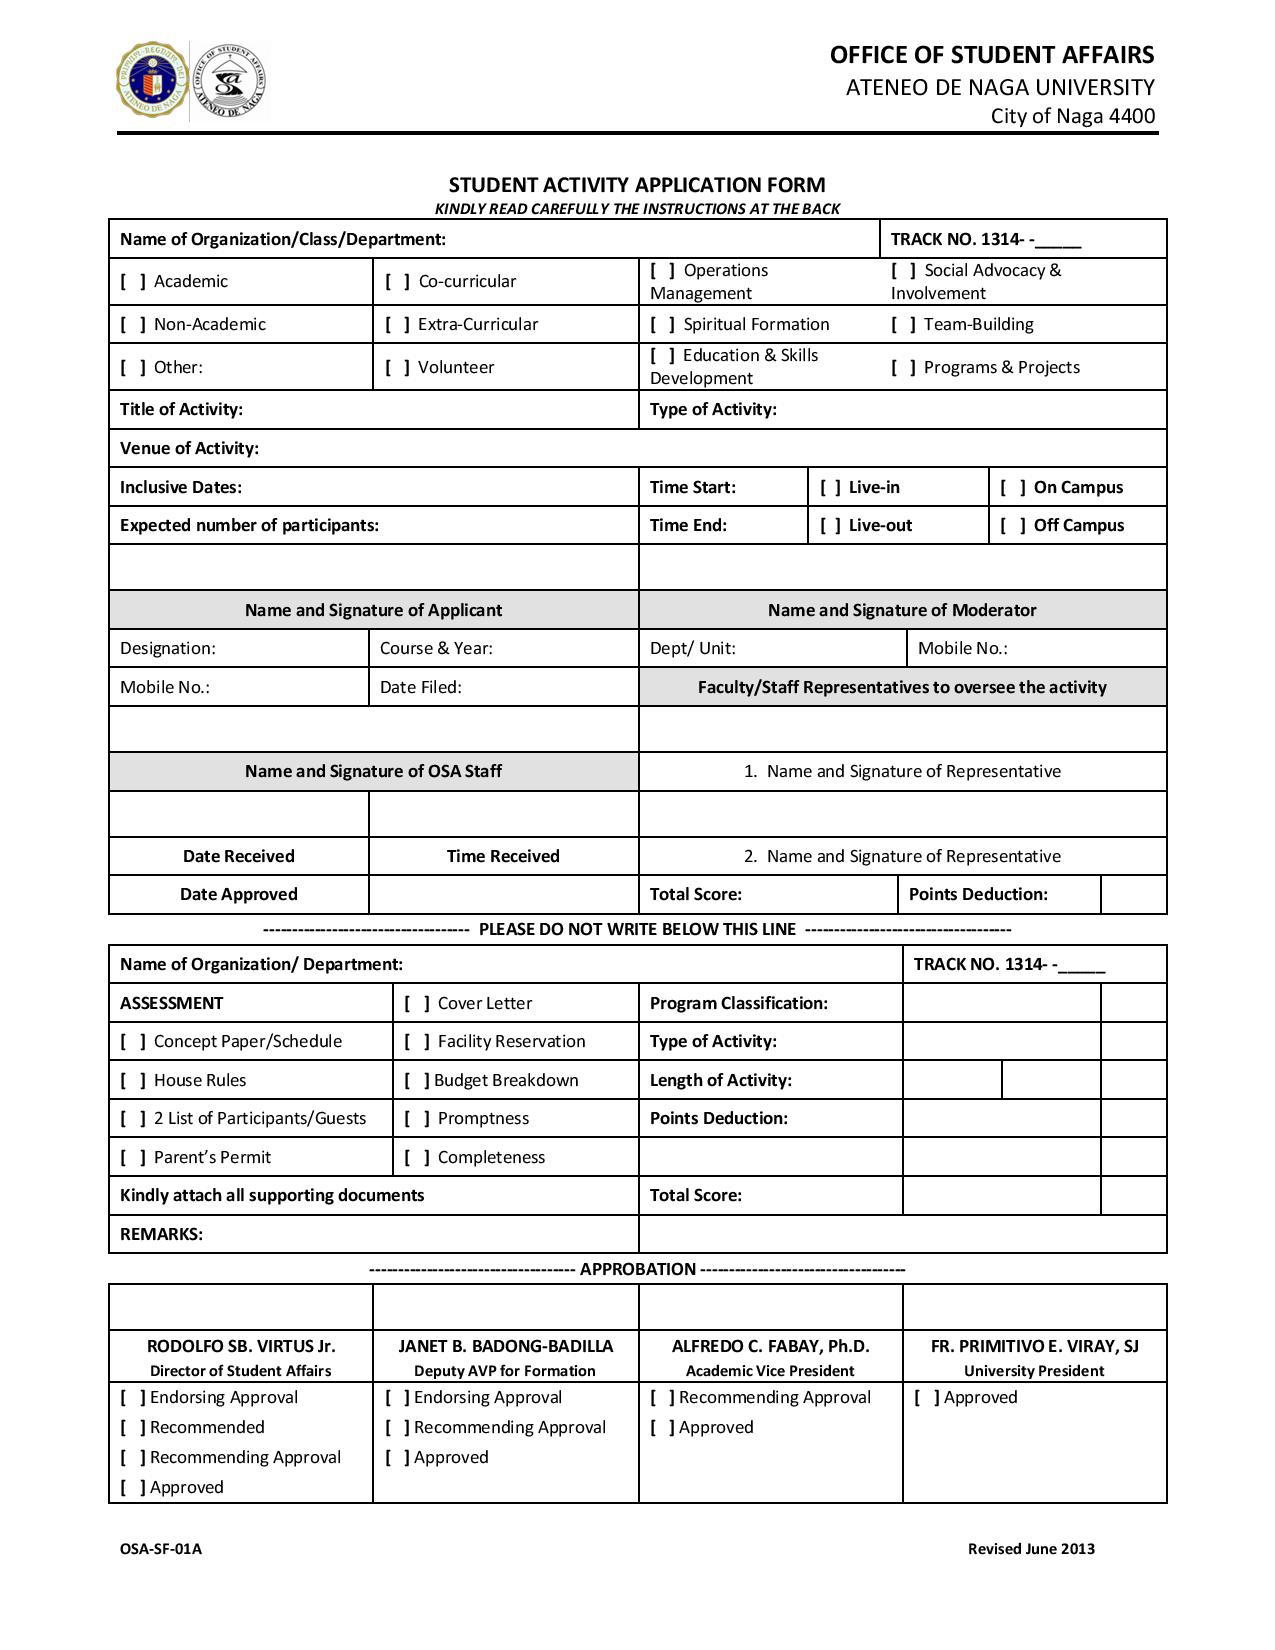 OFFICE OF STUDENT AFFAIRS
ATENEO DE NAGA UNIVERSITY
City of Naga 4400
STUDENT ACTIVITY APPLICATION FORM
KINDLY READ CAREFULLY THE INSTRUCTIONS AT THE BACK
Name of Organization/Class/Department: TRACK NO. 1314- -_____
[ ] Academic [ ] Co-curricular [ ] Operations Management [ ] Social Advocacy & Involvement
[ ] Non-Academic [ ] Extra-Curricular [ ] Spiritual Formation [ ] Team-Building
[ ] Other: [ ] Volunteer [ ] Education & Skills Development [ ] Programs & Projects
Title of Activity: Type of Activity:
Venue of Activity:
Inclusive Dates: Time Start: [ ] Live-in [ ] On Campus
Expected number of participants: Time End: [ ] Live-out [ ] Off Campus
Name and Signature of Applicant Name and Signature of Moderator
Designation: Course & Year: Dept/ Unit: Mobile No.:
Mobile No.: Date Filed: Faculty/Staff Representatives to oversee the activity
Name and Signature of OSA Staff 1. Name and Signature of Representative
Date Received Time Received 2. Name and Signature of Representative
Date Approved Total Score: Points Deduction:
------------------------------------ PLEASE DO NOT WRITE BELOW THIS LINE ------------------------------------
Name of Organization/ Department: TRACK NO. 1314- -_____
ASSESSMENT [ ] Cover Letter Program Classification:
[ ] Concept Paper/Schedule [ ] Facility Reservation Type of Activity:
[ ] House Rules [ ] Budget Breakdown Length of Activity:
[ ] 2 List of Participants/Guests [ ] Promptness Points Deduction:
[ ] Parent’s Permit [ ] Completeness
Kindly attach all supporting documents Total Score:
REMARKS:
------------------------------------ APPROBATION ------------------------------------
RODOLFO SB. VIRTUS Jr. JANET B. BADONG-BADILLA ALFREDO C. FABAY, Ph.D. FR. PRIMITIVO E. VIRAY, SJ
Director of Student Affairs Deputy AVP for Formation Academic Vice President University President
[ ] Endorsing Approval [ ] Endorsing Approval [ ] Recommending Approval [ ] Approved
[ ] Recommended [ ] Recommending Approval [ ] Approved
[ ] Recommending Approval [ ] Approved
[ ] Approved
OSA-SF-01A Revised June 2013